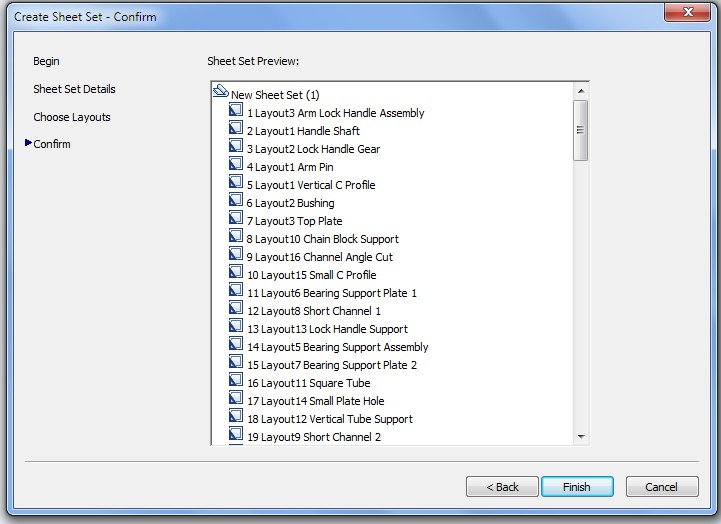 Create Sheet Set - Confirm
Begin
Sheet Set Details
Choose Layouts
Confirm
Sheet Set Preview:
New Sheet Set (1)
1 Layout3 Arm Lock Handle Assembly
2 Layout1 Handle Shaft
3 Layout2 Lock Handle Gear
4 Layout1 Arm Pin
5 Layout1 Vertical C Profile
6 Layout2 Bushing
7 Layout3 Top Plate
8 Layout10 Chain Block Support
9 Layout16 Channel Angle Cut
10 Layout15 Small C Profile
11 Layout6 Bearing Support Plate 1
12 Layout8 Short Channel 1
13 Layout13 Lock Handle Support
14 Layout5 Bearing Support Assembly
15 Layout7 Bearing Support Plate 2
16 Layout11 Square Tube
17 Layout14 Small Plate Hole
18 Layout12 Vertical Tube Support
19 Layout9 Short Channel 2
< Back
Finish
Cancel